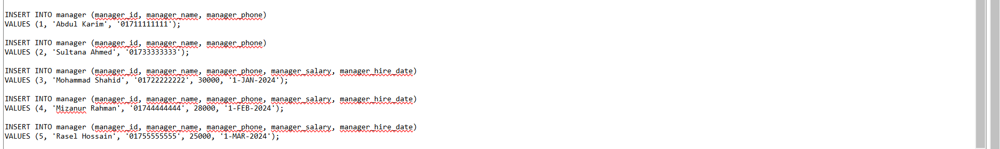 INSERT INTO manager (manager_id, manager_name, manager_phone)
VALUES (1, 'Abdul Karim', '01711111111');
INSERT INTO manager (manager_id, manager_name, manager_phone)
VALUES (2, 'Sultana Ahmed', '01733333333');
INSERT INTO manager (manager_id, manager_name, manager_phone, manager_salary, manager_hire_date)
VALUES (3, 'Mohammad Shahid', '01722222222', 30000, '1-JAN-2024');
INSERT INTO manager (manager_id, manager_name, manager_phone, manager_salary, manager_hire_date)
VALUES (4, 'Mizanur Rahman', '01744444444', 28000, '1-FEB-2024');
INSERT INTO manager (manager_id, manager_name, manager_phone, manager_salary, manager_hire_date)
VALUES (5, 'Rasel Hossain', '01755555555', 25000, '1-MAR-2024');